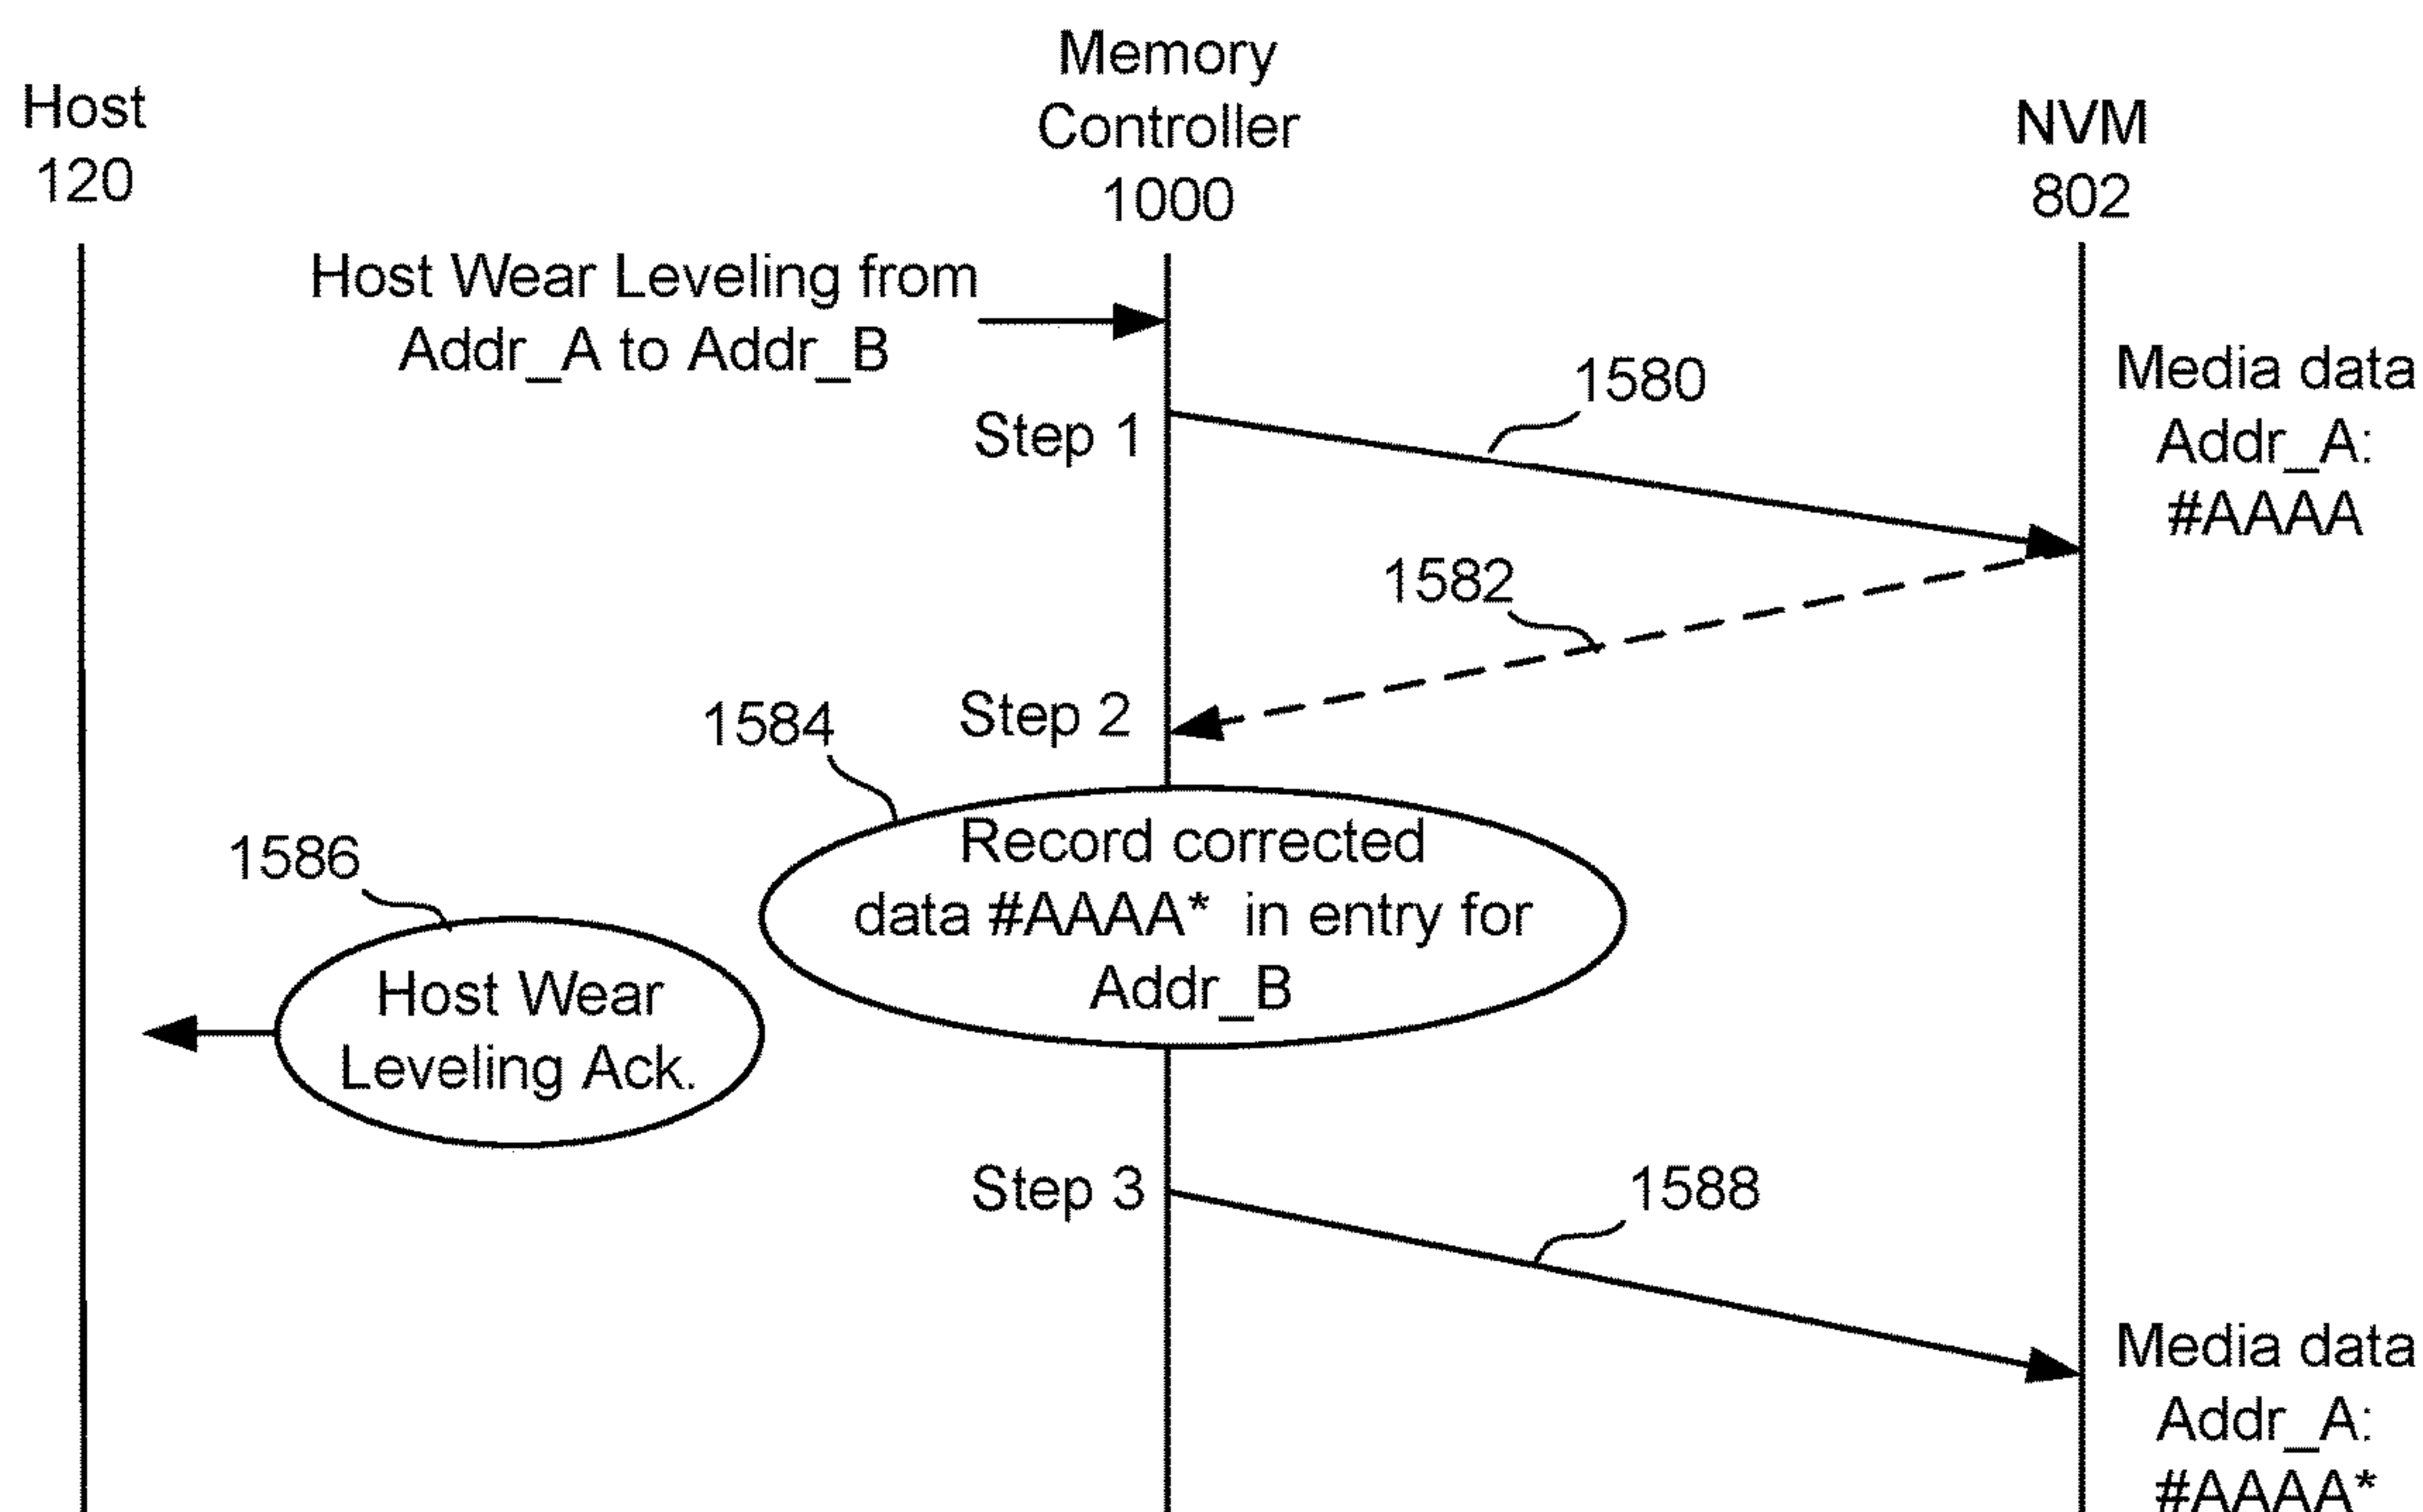 Host
120
Memory
Controller
1000
NVM
802
Host Wear Leveling from
Addr_A to Addr_B
Step 1
1580
Media data
Addr_A:
#AAAA
1582
Step 2
1584
Record corrected
data #AAAA* in entry for
Addr_B
1586
Host Wear
Leveling Ack.
Step 3
1588
Media data
Addr_A:
#AAAA*